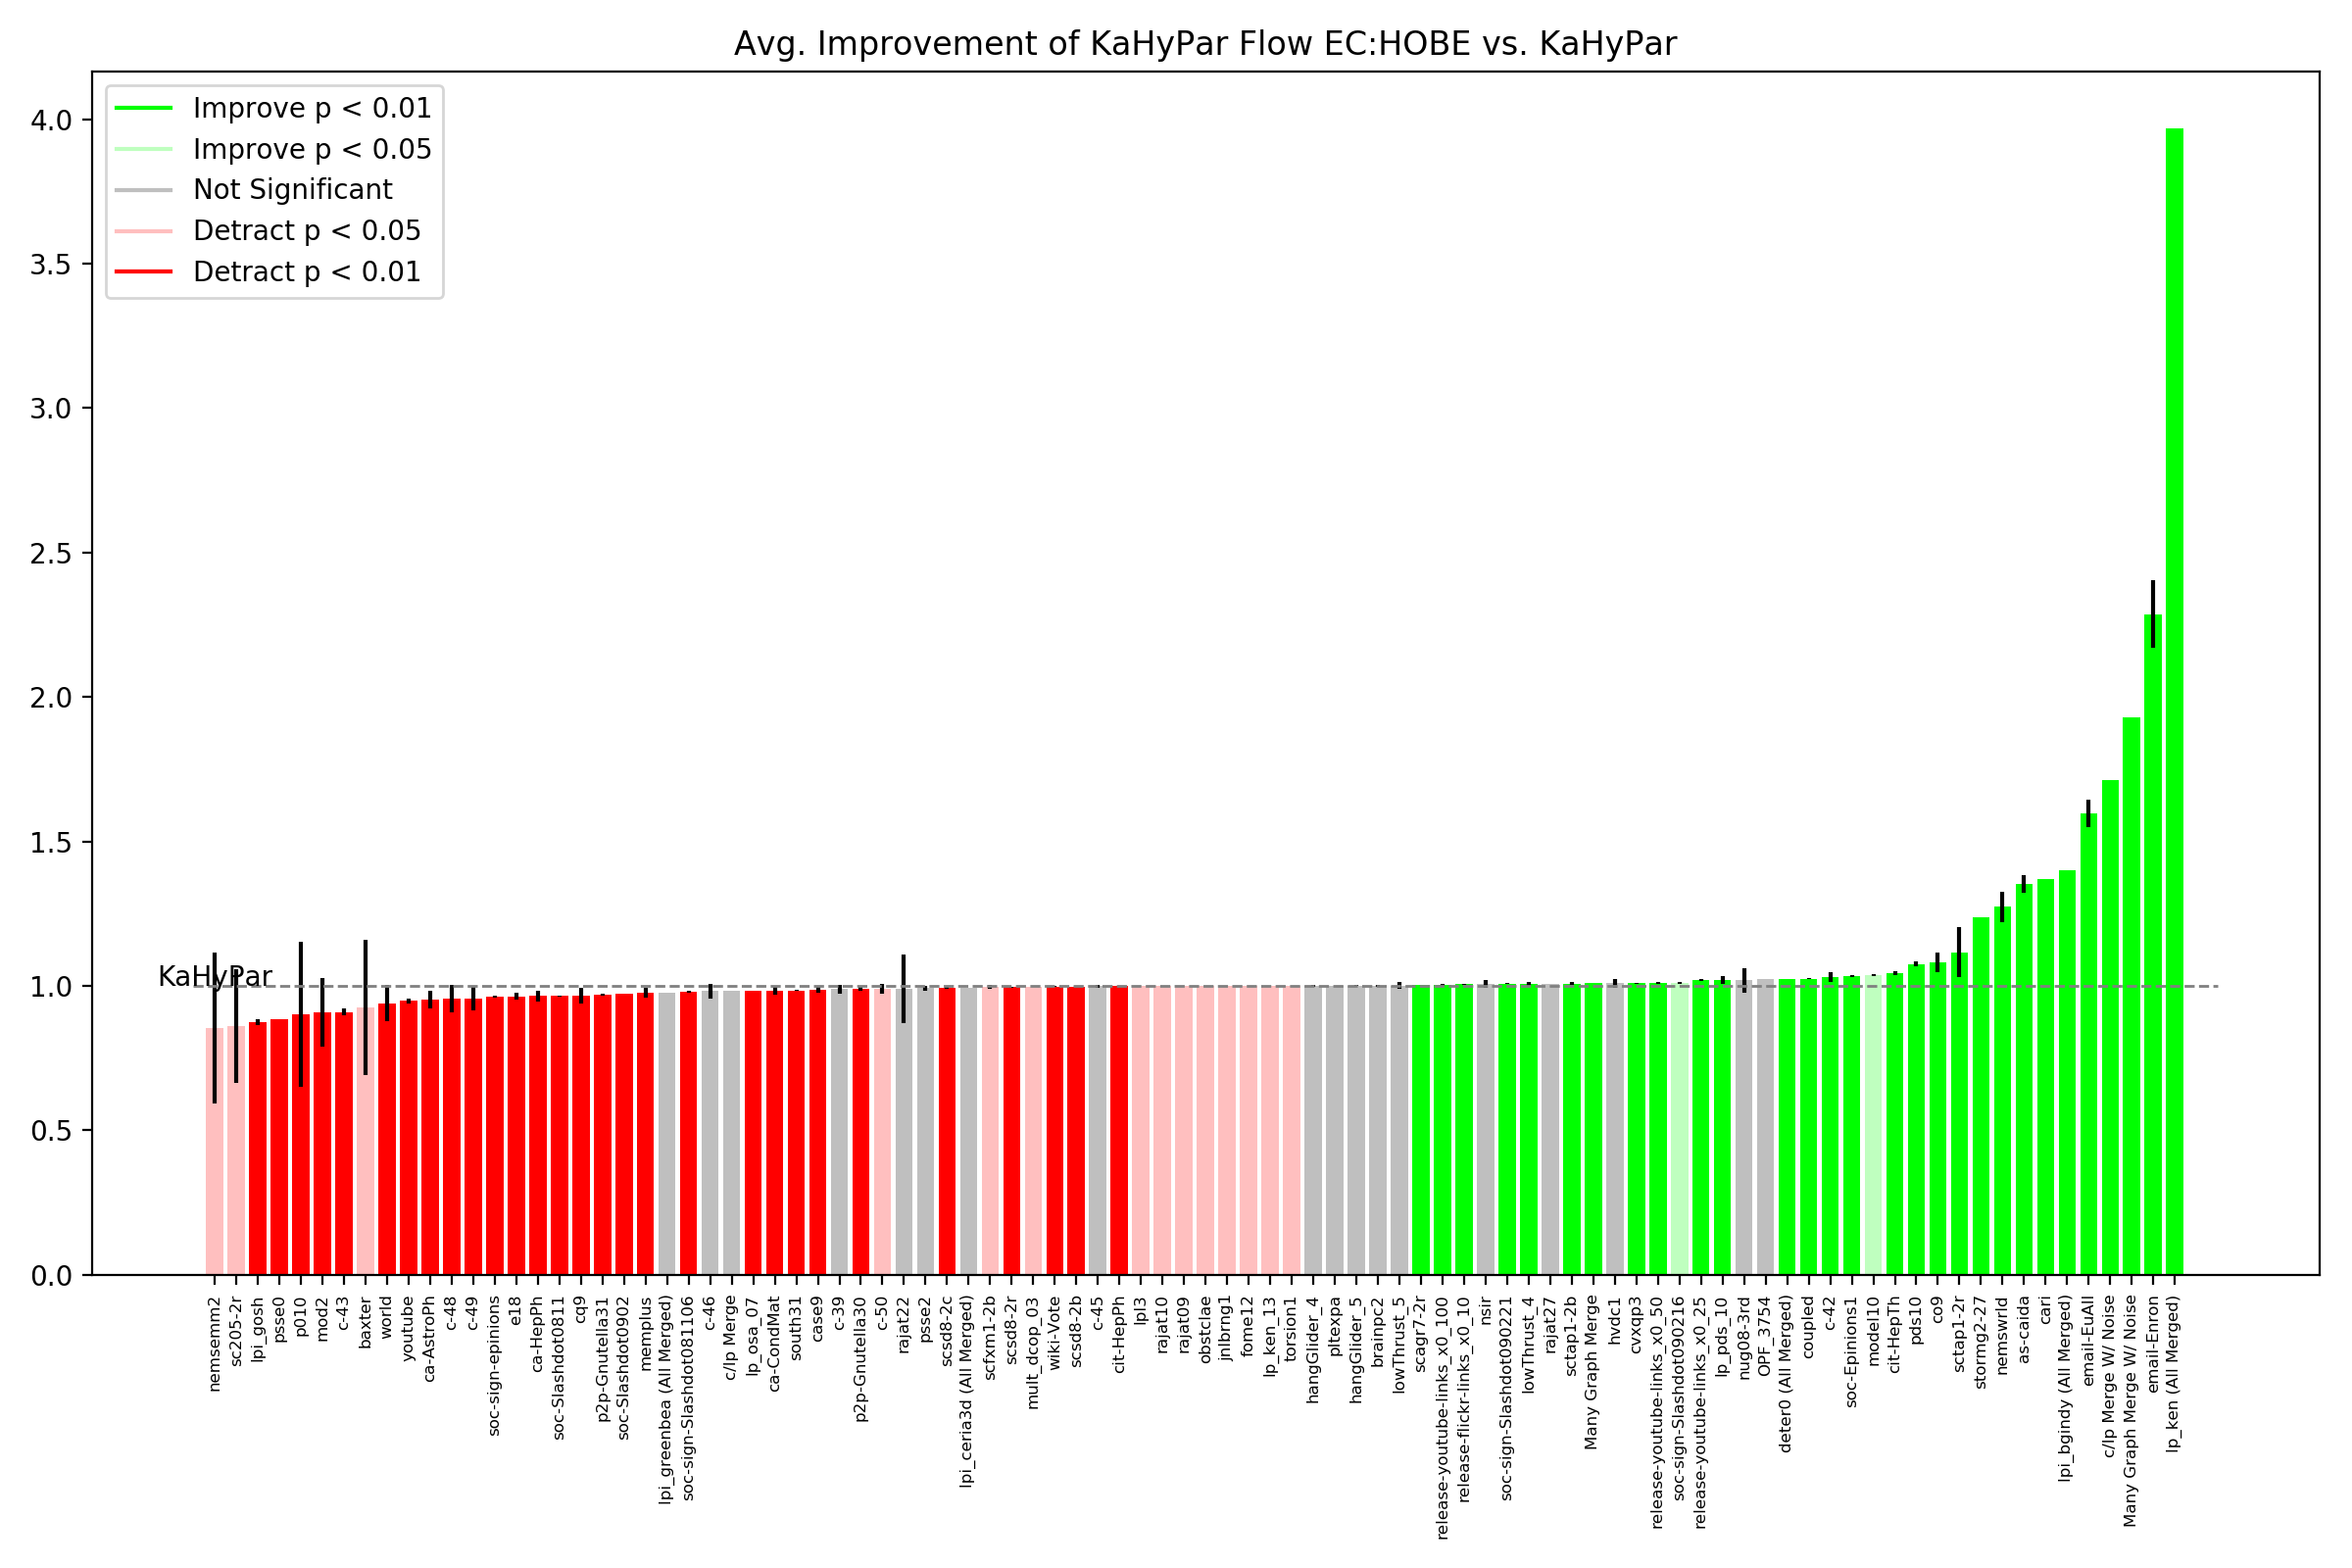 Avg. Improvement of KaHyPar Flow EC:HOBE vs. KaHyPar
Improve p < 0.01
Improve p < 0.05
Not Significant
Detract p < 0.05
Detract p < 0.01
4.0
3.5
3.0
2.5
2.0
1.5
1.0
0.5
0.0
KaHyPar
nemsemm2
sc205-2r
lpi_gosh
psse0
p010
mod2
c-43
baxter
world
youtube
ca-AstroPh
c-48
c-49
soc-sign-epinions
e18
ca-HepPh
soc-Slashdot0811
cq9
p2p-Gnutella31
soc-Slashdot0902
memplus
lpi_greenbea (All Merged)
soc-sign-Slashdot081106
c-46
c/lp Merge
lp_osa_07
ca-CondMat
south31
case9
c-39
p2p-Gnutella30
c-50
rajat22
psse2
scsd8-2c
lpi_ceria3d (All Merged)
scfxm1-2b
scsd8-2r
mult_dcop_03
wiki-Vote
scsd8-2b
c-45
cit-HepPh
lpl3
rajat10
rajat09
obstclae
jnlbrng1
fome12
lp_ken_13
torsion1
hangGlider_4
pltexpa
hangGlider_5
brainpc2
lowThrust_5
scagr7-2r
release-youtube-links_x0_100
release-flickr-links_x0_10
nsir
soc-sign-Slashdot090221
lowThrust_4
rajat27
sctap1-2b
Many Graph Merge
hvdc1
cvxqp3
release-youtube-links_x0_50
soc-sign-Slashdot090216
release-youtube-links_x0_25
lp_pds_10
nug08-3rd
OPF_3754
deter0 (All Merged)
coupled
c-42
soc-Epinions1
model10
cit-HepTh
pds10
co9
sctap1-2r
stormg2-27
nemswrld
as-caida
cari
lpi_bgindy (All Merged)
email-EuAll
c/lp Merge W/ Noise
Many Graph Merge W/ Noise
email-Enron
lp_ken (All Merged)